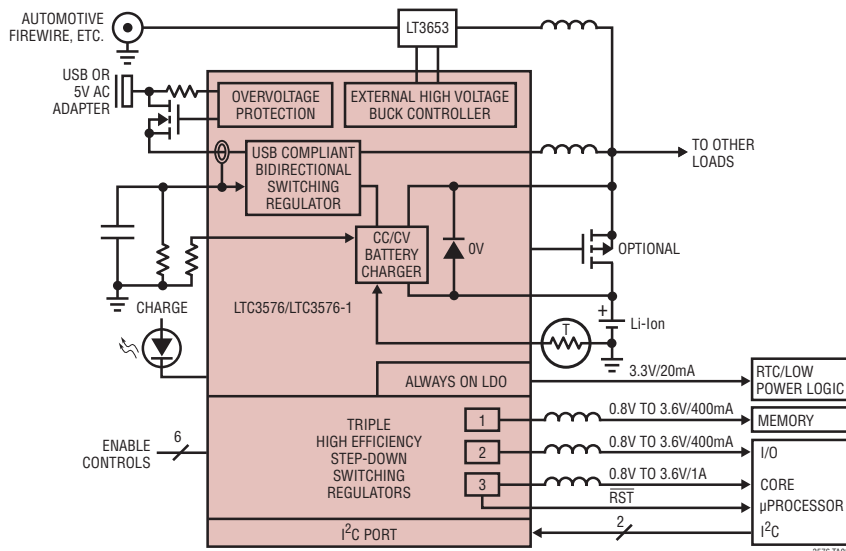 AUTOMOTIVE
FIREWIRE, ETC.
LT3653
USB OR
5V AC
ADAPTER
OVERVOLTAGE
PROTECTION
EXTERNAL HIGH VOLTAGE
BUCK CONTROLLER
USB COMPLIANT
BIDIRECTIONAL
SWITCHING
REGULATOR
TO OTHER
LOADS
CC/CV
BATTERY
CHARGER
0V
OPTIONAL
LTC3576/LTC3576-1
CHARGE
T
+
Li-Ion
ALWAYS ON LDO
3.3V/20mA
RTC/LOW
POWER LOGIC
TRIPLE
HIGH EFFICIENCY
STEP-DOWN
SWITCHING
REGULATORS
ENABLE
CONTROLS
6
1
0.8V TO 3.6V/400mA
MEMORY
2
0.8V TO 3.6V/400mA
I/O
3
0.8V TO 3.6V/1A
CORE
RST
µPROCESSOR
I²C PORT
2
I²C